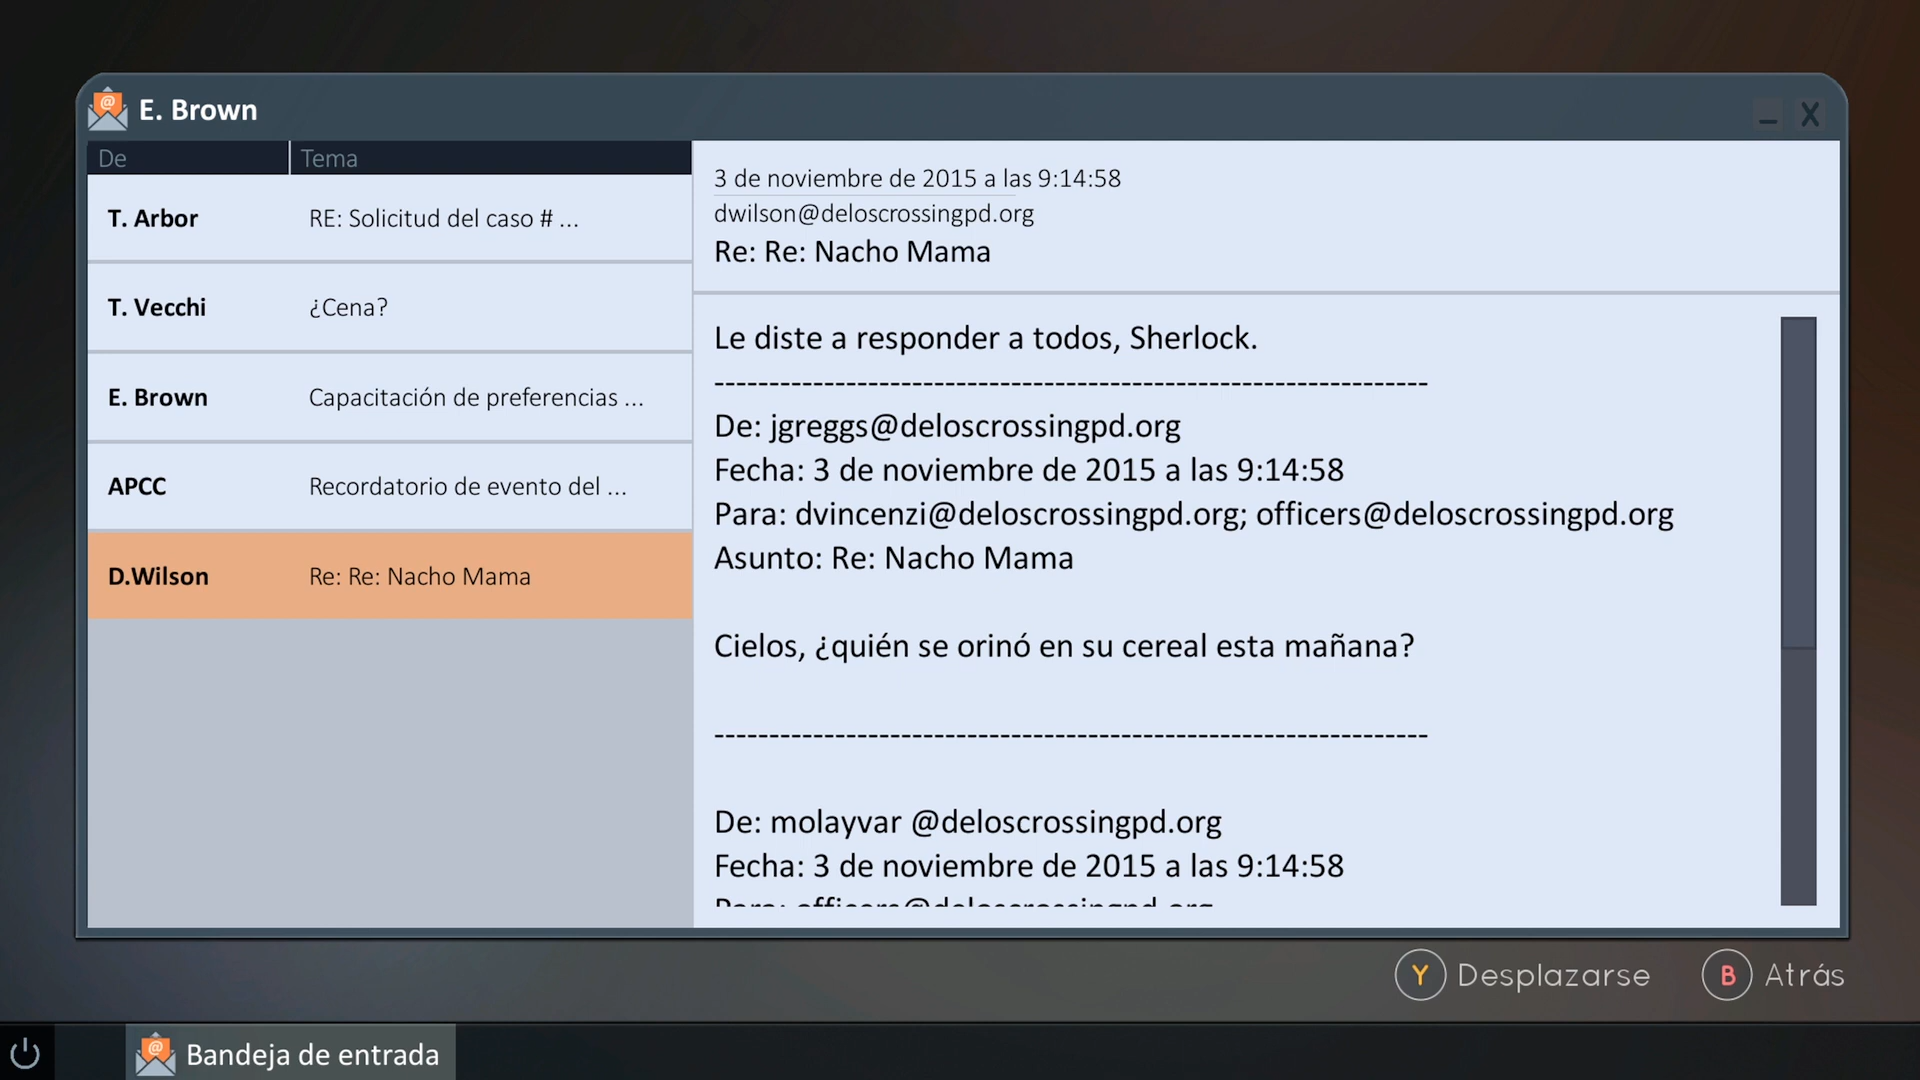 E. Brown
De Tema
T. Arbor RE: Solicitud del caso # ...
T. Vecchi ¿Cena?
E. Brown Capacitación de preferencias ...
APCC Recordatorio de evento del ...
D.Wilson Re: Re: Nacho Mama
3 de noviembre de 2015 a las 9:14:58
dwilson@deloscrossingpd.org
Re: Re: Nacho Mama
Le diste a responder a todos, Sherlock.
-----------------------------------------------------------------
De: jgreggs@deloscrossingpd.org
Fecha: 3 de noviembre de 2015 a las 9:14:58
Para: dvincenzi@deloscrossingpd.org; officers@deloscrossingpd.org
Asunto: Re: Nacho Mama
Cielos, ¿quién se orinó en su cereal esta mañana?
-----------------------------------------------------------------
De: molayvar @deloscrossingpd.org
Fecha: 3 de noviembre de 2015 a las 9:14:58
Para: officers@deloscrossingpd.org
Y Desplazarse B Atrás
Bandeja de entrada